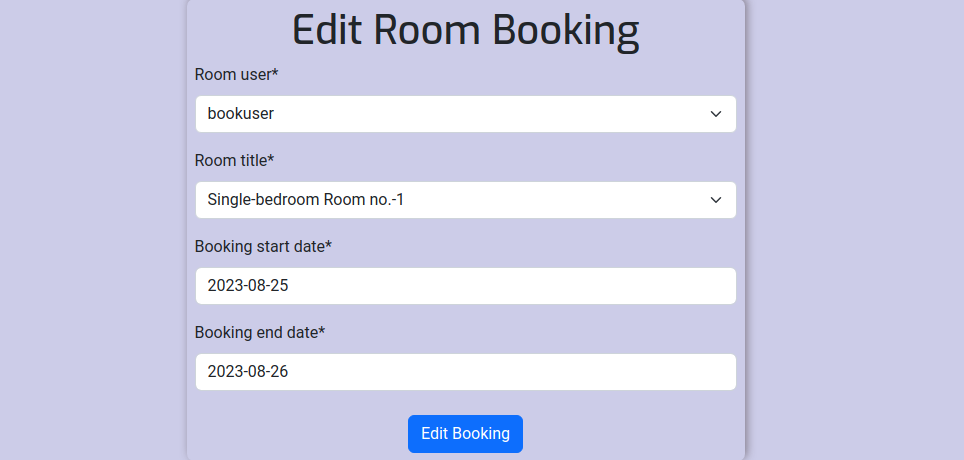 Edit Room Booking
Room user*
bookuser
Room title*
Single-bedroom Room no.-1
Booking start date*
2023-08-25
Booking end date*
2023-08-26
Edit Booking